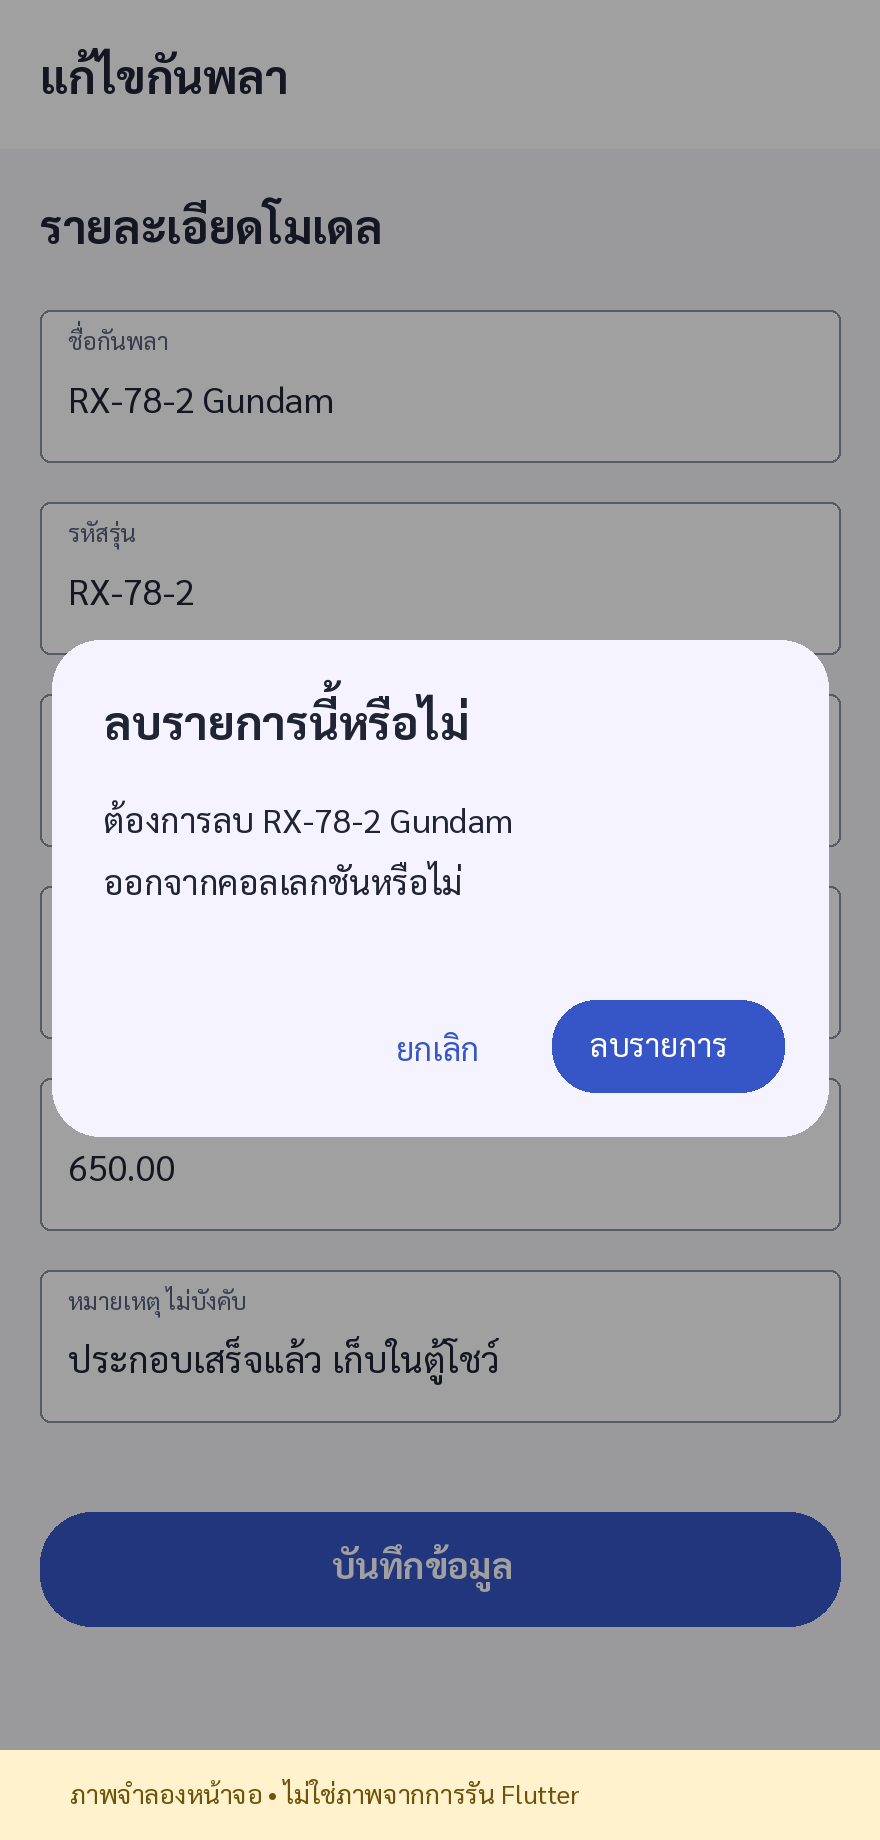 แก้ไขกันพลา
รายละเอียดโมเดล
ชื่อกันพลา
RX-78-2 Gundam
รหัสรุ่น
RX-78-2
ลบรายการนี้หรือไม่
ต้องการลบ RX-78-2 Gundam
ออกจากคอลเลกชันหรือไม่
ยกเลิก
ลบรายการ
650.00
หมายเหตุ ไม่บังคับ
ประกอบเสร็จแล้ว เก็บในตู้โชว์
บันทึกข้อมูล
ภาพจำลองหน้าจอ • ไม่ใช่ภาพจากการรัน Flutter